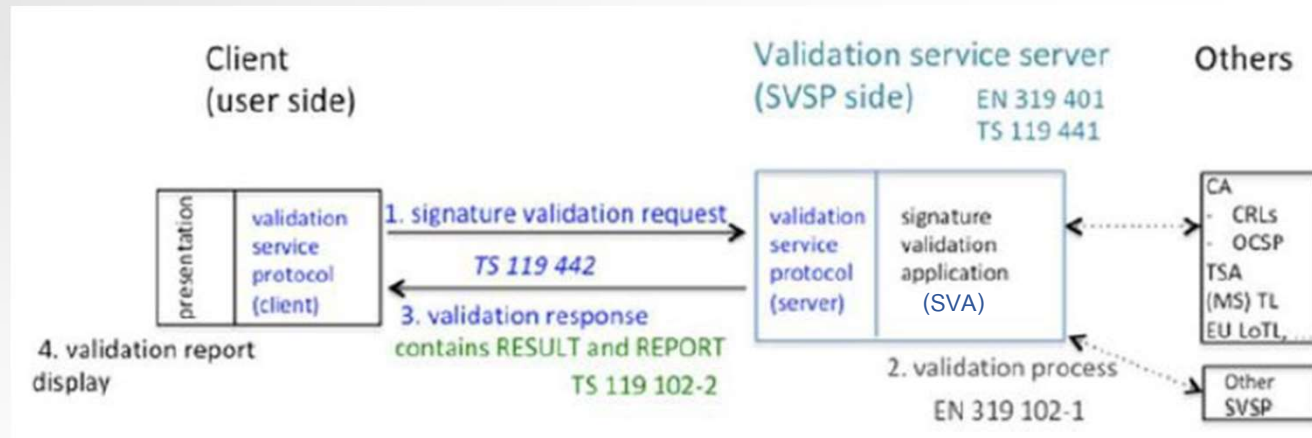 Client
(user side)
Validation service server
(SVSP side)
EN 319 401
TS 119 441
Others
presentation
validation
service
protocol
(client)
1. signature validation request
TS 119 442
3. validation response
contains RESULT and REPORT
TS 119 102-2
4. validation report
display
validation
service
protocol
(server)
signature
validation
application
(SVA)
2. validation process
EN 319 102-1
CA
- CRLs
- OCSP
TSA
(MS) TL
EU LoTL, ...
Other
SVSP